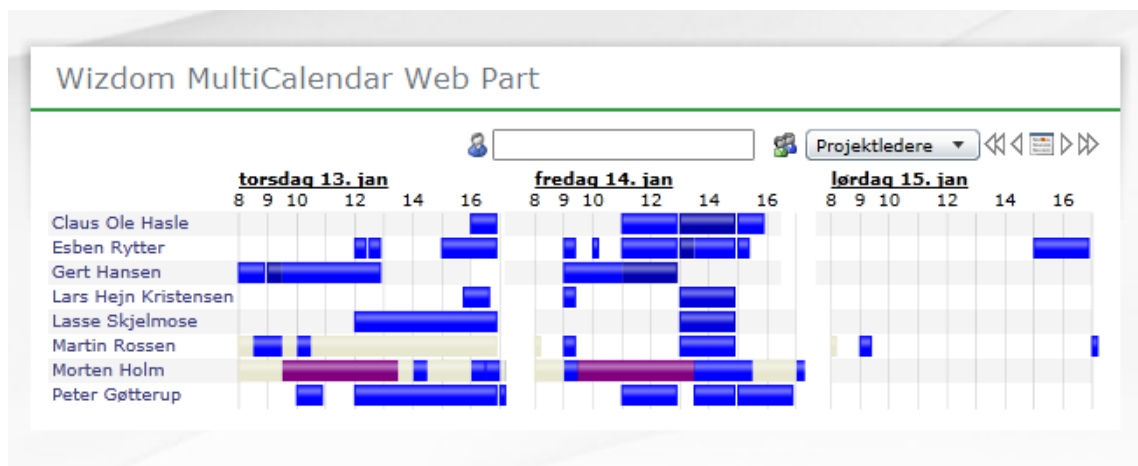 Wizdom MultiCalendar Web Part
Projektledere
torsdag 13. jan fredag 14. jan lørdag 15. jan
8 9 10 12 14 16 8 9 10 12 14 16 8 9 10 12 14 16
Claus Ole Hasle
Esben Rytter
Gert Hansen
Lars Hejn Kristensen
Lasse Skjelmose
Martin Rossen
Morten Holm
Peter Gøtterup